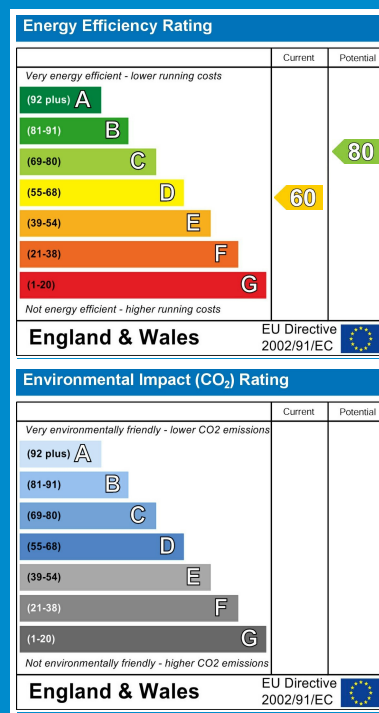 Energy Efficiency Rating
Current Potential
Very energy efficient - lower running costs
(92 plus) A
(81-91) B
(69-80) C
80
(55-68) D
60
(39-54) E
(21-38) F
(1-20) G
Not energy efficient - higher running costs
England & Wales
EU Directive
2002/91/EC
Environmental Impact (CO₂) Rating
Current Potential
Very environmentally friendly - lower CO2 emissions
(92 plus) A
(81-91) B
(69-80) C
(55-68) D
(39-54) E
(21-38) F
(1-20) G
Not environmentally friendly - higher CO2 emissions
England & Wales
EU Directive
2002/91/EC